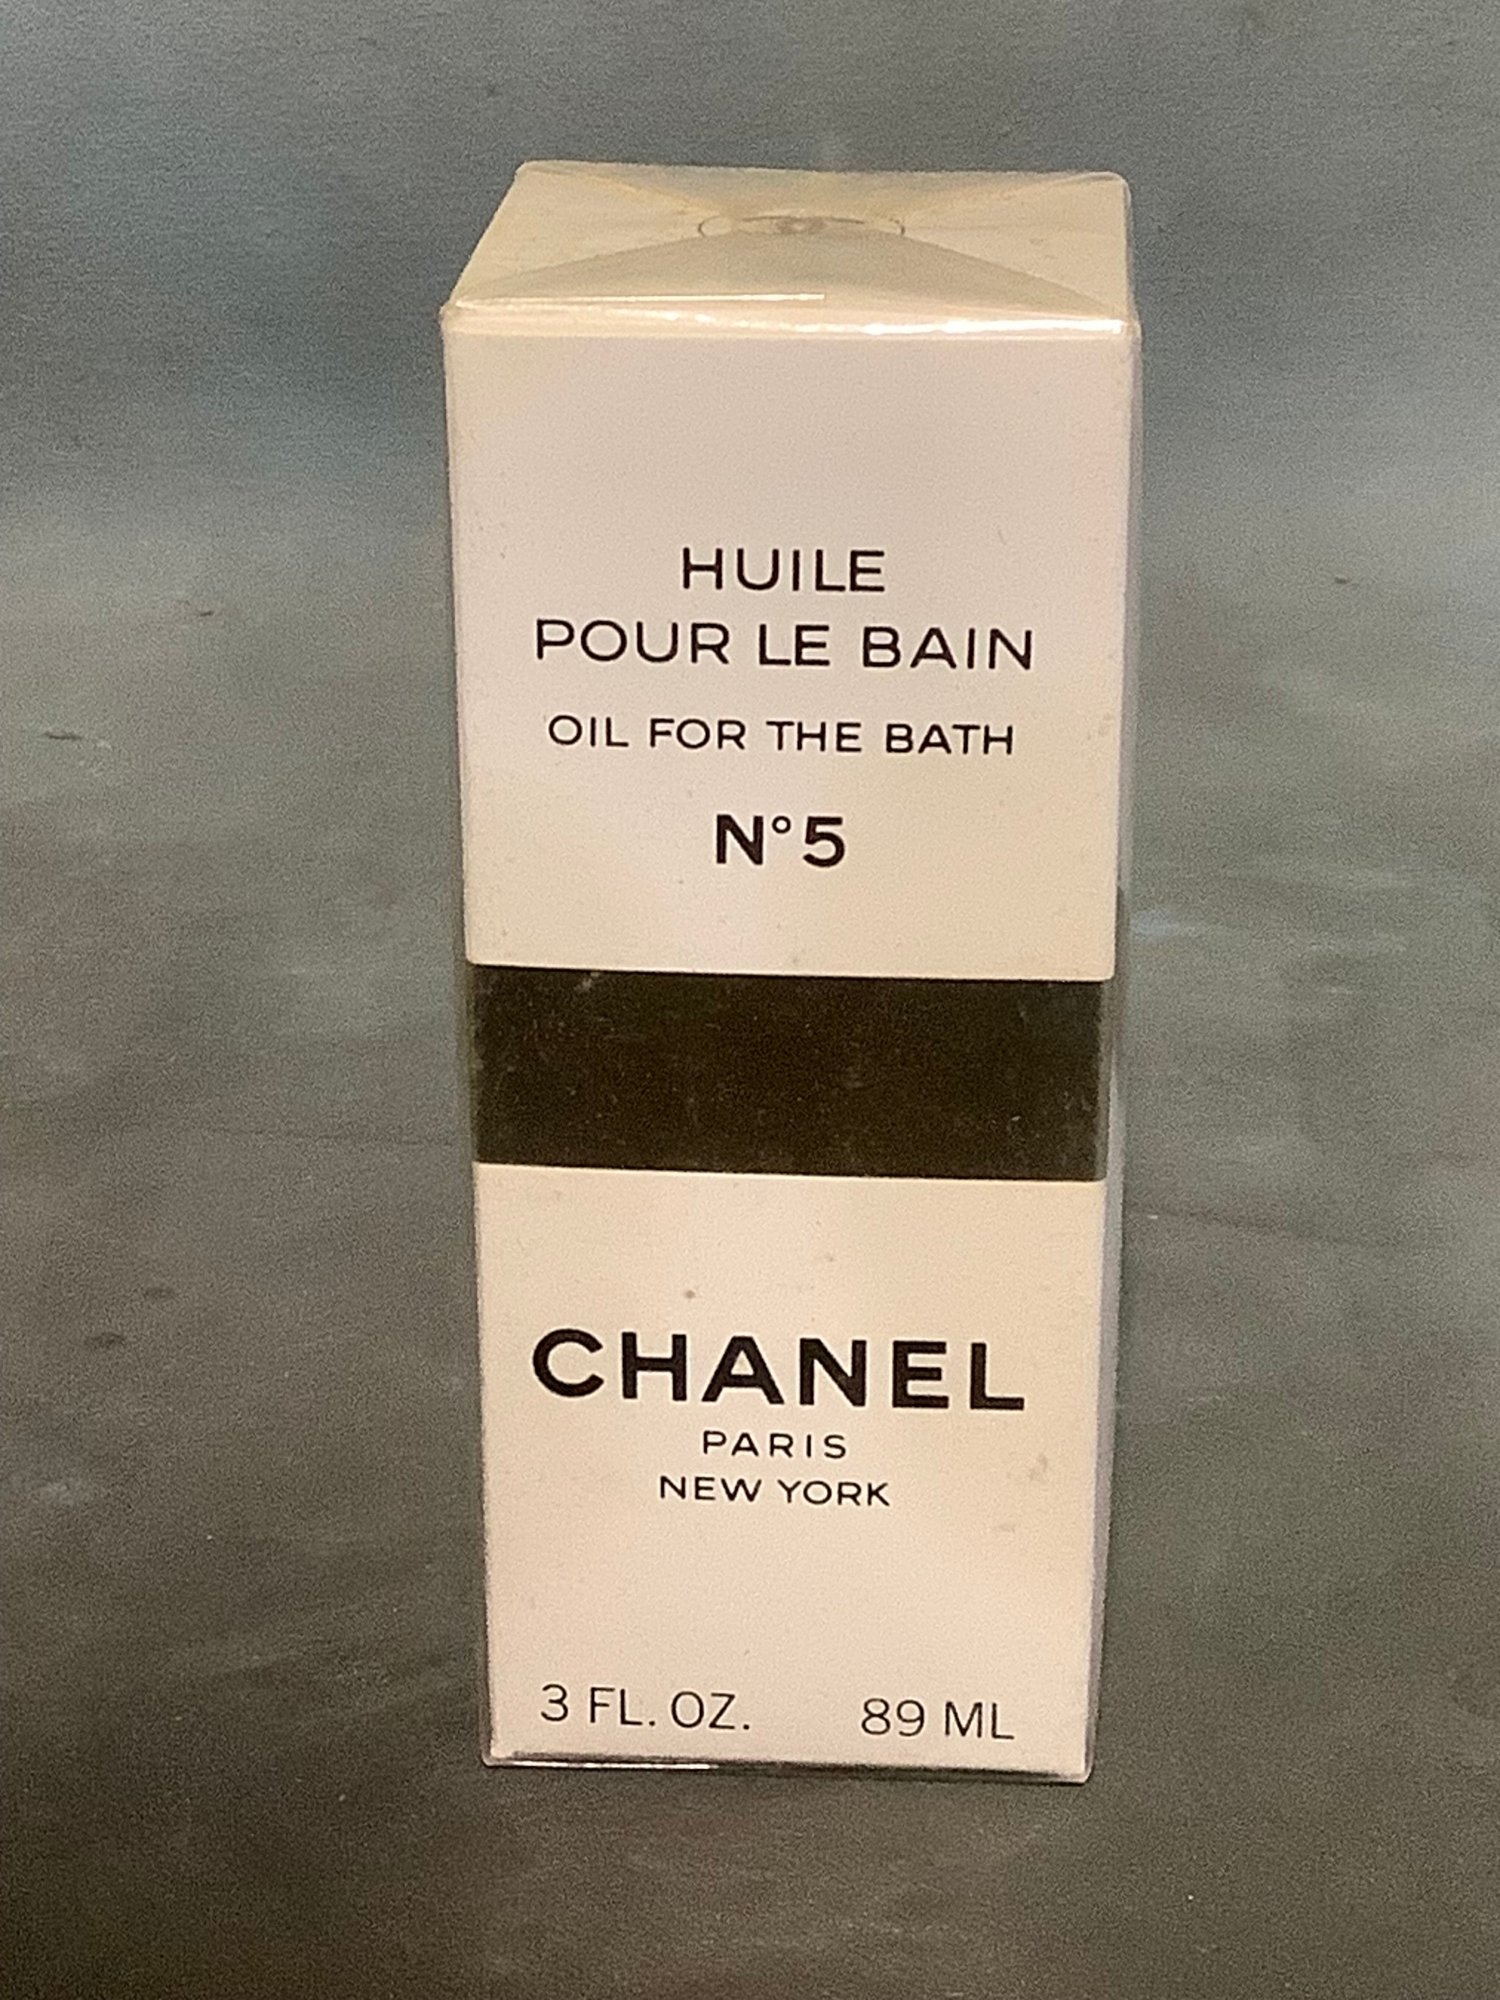 HUILE
POUR LE BAIN
OIL FOR THE BATH
N°5
CHANEL
PARIS
NEW YORK
3 FL. OZ. 89 ML